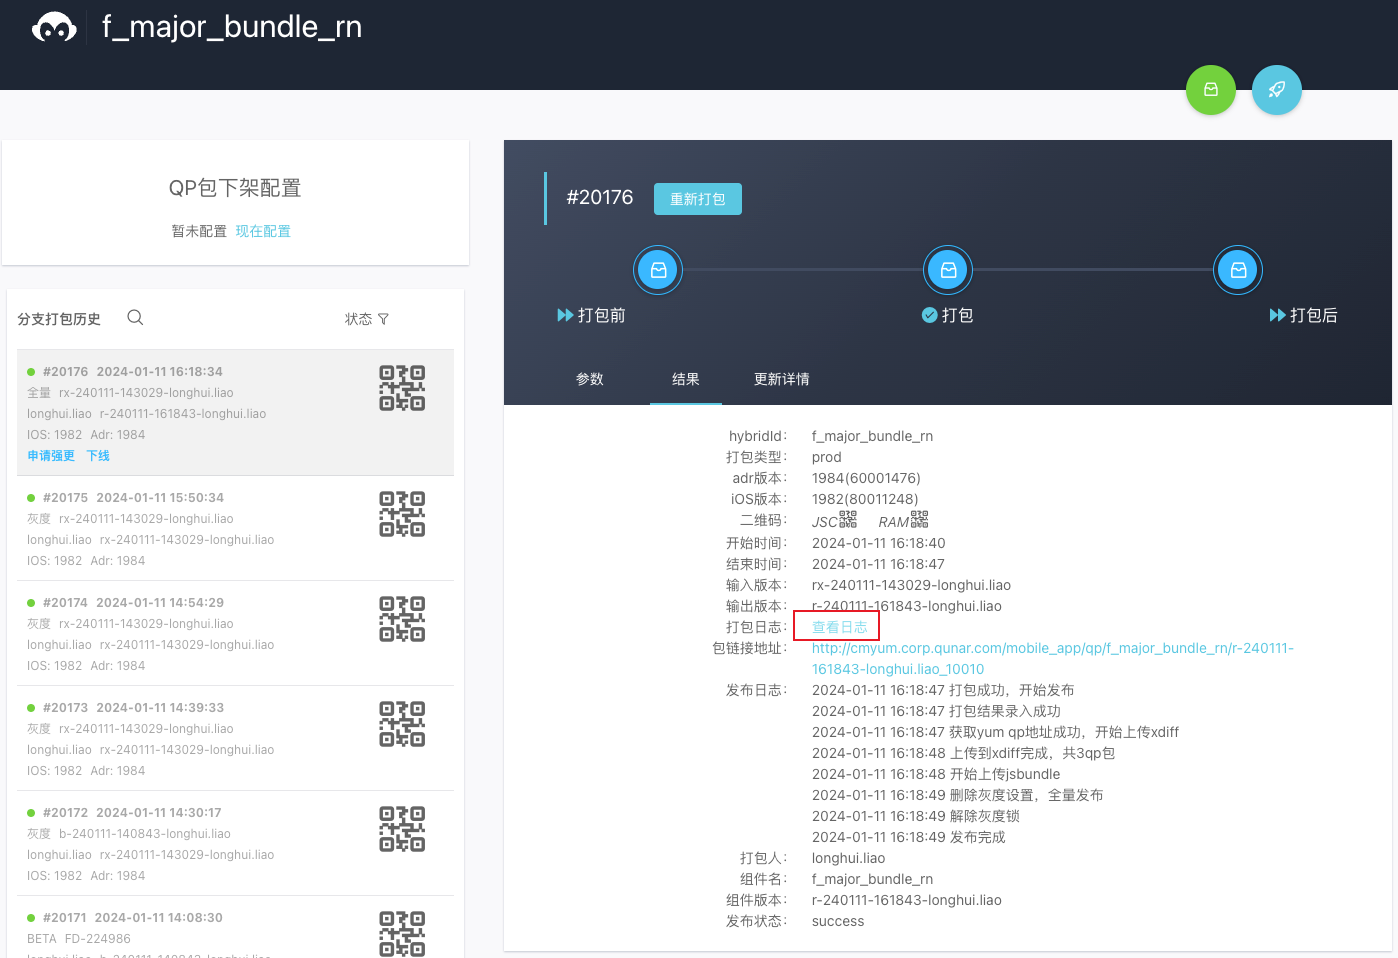 f_major_bundle_rn
QP包下架配置
暂未配置 现在配置
分支打包历史 状态
#20176 2024-01-11 16:18:34
全量 rx-240111-143029-longhui.liao
longhui.liao r-240111-161843-longhui.liao
IOS: 1982 Adr: 1984
申请强更 下线
#20175 2024-01-11 15:50:34
灰度 rx-240111-143029-longhui.liao
longhui.liao rx-240111-143029-longhui.liao
IOS: 1982 Adr: 1984
#20174 2024-01-11 14:54:29
灰度 rx-240111-143029-longhui.liao
longhui.liao rx-240111-143029-longhui.liao
IOS: 1982 Adr: 1984
#20173 2024-01-11 14:39:33
灰度 rx-240111-143029-longhui.liao
longhui.liao rx-240111-143029-longhui.liao
IOS: 1982 Adr: 1984
#20172 2024-01-11 14:30:17
灰度 b-240111-140843-longhui.liao
longhui.liao rx-240111-143029-longhui.liao
IOS: 1982 Adr: 1984
#20171 2024-01-11 14:08:30
BETA FD-224986
#20176 重新打包
打包前 打包 打包后
参数 结果 更新详情
hybridId： f_major_bundle_rn
打包类型： prod
adr版本： 1984(60001476)
iOS版本： 1982(80011248)
二维码： JSC RAM
开始时间： 2024-01-11 16:18:40
结束时间： 2024-01-11 16:18:47
输入版本： rx-240111-143029-longhui.liao
输出版本： r-240111-161843-longhui.liao
打包日志： 查看日志
包链接地址： http://cmyum.corp.qunar.com/mobile_app/qp/f_major_bundle_rn/r-240111-
161843-longhui.liao_10010
发布日志： 2024-01-11 16:18:47 打包成功，开始发布
2024-01-11 16:18:47 打包结果录入成功
2024-01-11 16:18:47 获取yum qp地址成功，开始上传xdiff
2024-01-11 16:18:48 上传到xdiff完成，共3qp包
2024-01-11 16:18:48 开始上传jsbundle
2024-01-11 16:18:49 删除灰度设置，全量发布
2024-01-11 16:18:49 解除灰度锁
2024-01-11 16:18:49 发布完成
打包人： longhui.liao
组件名： f_major_bundle_rn
组件版本： r-240111-161843-longhui.liao
发布状态： success